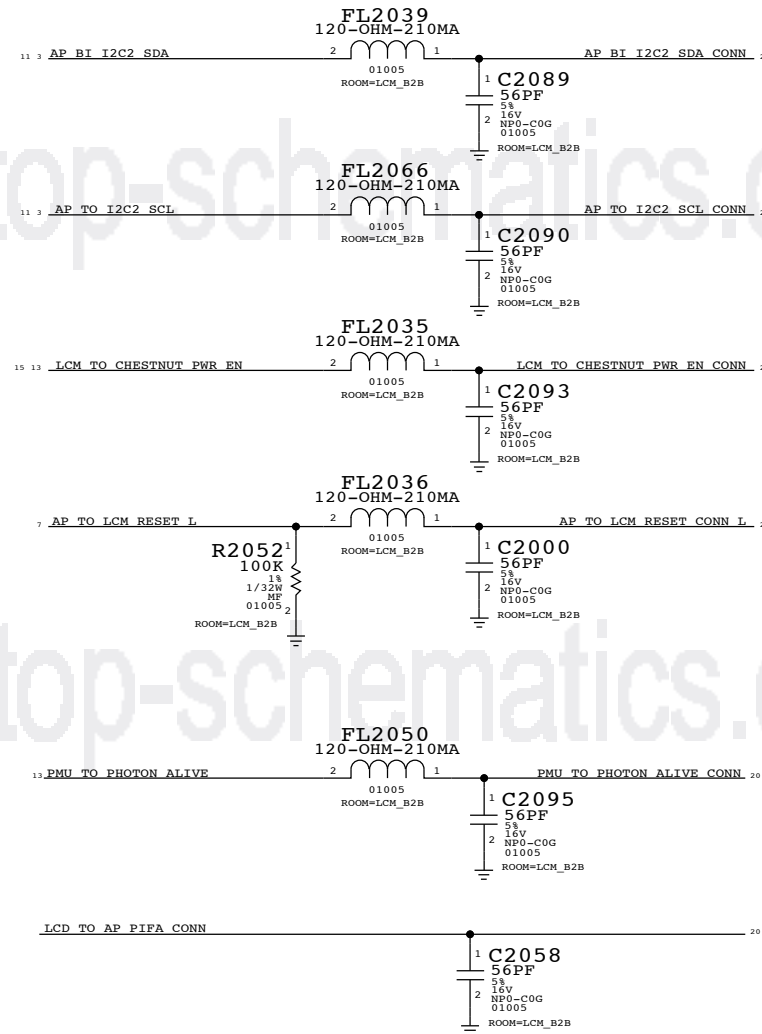 FL2039
120-OHM-210MA
11 3 AP BI I2C2 SDA 2 1 AP BI I2C2 SDA CONN 2
01005
ROOM=LCM_B2B
1 C2089
56PF
5%
16V
2 NP0-C0G
01005
ROOM=LCM_B2B
FL2066
120-OHM-210MA
11 3 AP TO I2C2 SCL 2 1 AP TO I2C2 SCL CONN 2
01005
ROOM=LCM_B2B
1 C2090
56PF
5%
16V
2 NP0-C0G
01005
ROOM=LCM_B2B
FL2035
120-OHM-210MA
15 13 LCM TO CHESTNUT PWR EN 2 1 LCM TO CHESTNUT PWR EN CONN 2
01005
ROOM=LCM_B2B
1 C2093
56PF
5%
16V
2 NP0-C0G
01005
ROOM=LCM_B2B
FL2036
120-OHM-210MA
7 AP TO LCM RESET L 2 1 AP TO LCM RESET CONN L 2
01005
ROOM=LCM_B2B
R2052 1
100K
1%
1/32W
MF
01005 2
ROOM=LCM_B2B
1 C2000
56PF
5%
16V
2 NP0-C0G
01005
ROOM=LCM_B2B
FL2050
120-OHM-210MA
13 PMU TO PHOTON ALIVE 2 1 PMU TO PHOTON ALIVE CONN 20
01005
ROOM=LCM_B2B
1 C2095
56PF
5%
16V
2 NP0-C0G
01005
ROOM=LCM_B2B
LCD TO AP PIFA CONN 20
1 C2058
56PF
5%
16V
2 NP0-C0G
01005
ROOM=LCM_B2B
top-schematics.
top-schematics.